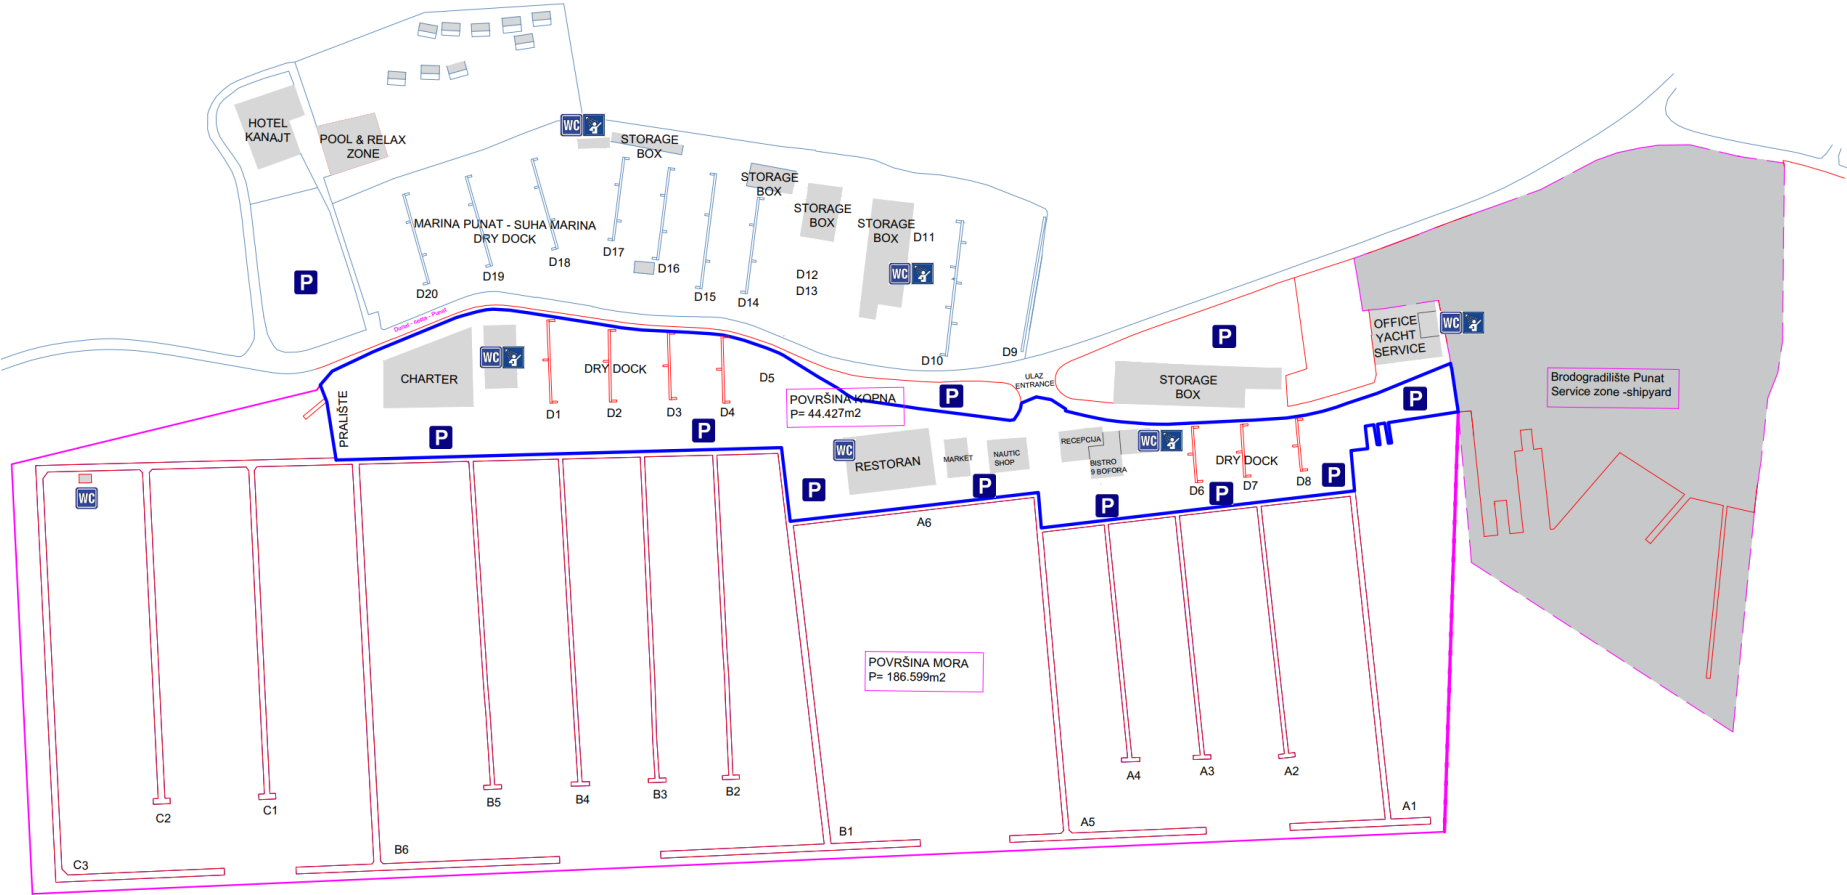 HOTEL
KANAJT
POOL & RELAX
ZONE
WC
STORAGE
BOX
STORAGE
BOX
STORAGE
BOX
STORAGE
BOX
D11
MARINA PUNAT - SUHA MARINA
DRY DOCK
D20
D19
D18
D17
D16
D15
D14
D12
D13
WC
D10
D9
P
P
OFFICE
YACHT
SERVICE
WC
Brodogradilište Punat
Service zone -shipyard
ULAZ
ENTRANCE
STORAGE
BOX
P
P
CHARTER
WC
DRY DOCK
D1
D2
D3
D4
D5
POVRŠINA KOPNA
P= 44.427m2
PRALIŠTE
P
P
WC
RESTORAN
MARKET
NAUTIC
SHOP
RECEPCIJA
BISTRO
9 BOFORA
WC
DRY DOCK
D6
D7
D8
P
P
P
P
P
A6
WC
POVRŠINA MORA
P= 186.599m2
C3
C2
C1
B6
B5
B4
B3
B2
B1
A5
A4
A3
A2
A1